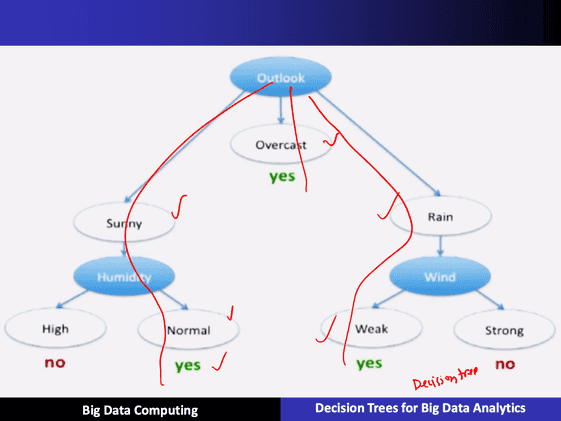 Outlook
Overcast
yes
Sunny
Rain
Humidity
Wind
High
Normal
Weak
Strong
no
yes
yes
no
Decision tree
Big Data Computing
Decision Trees for Big Data Analytics